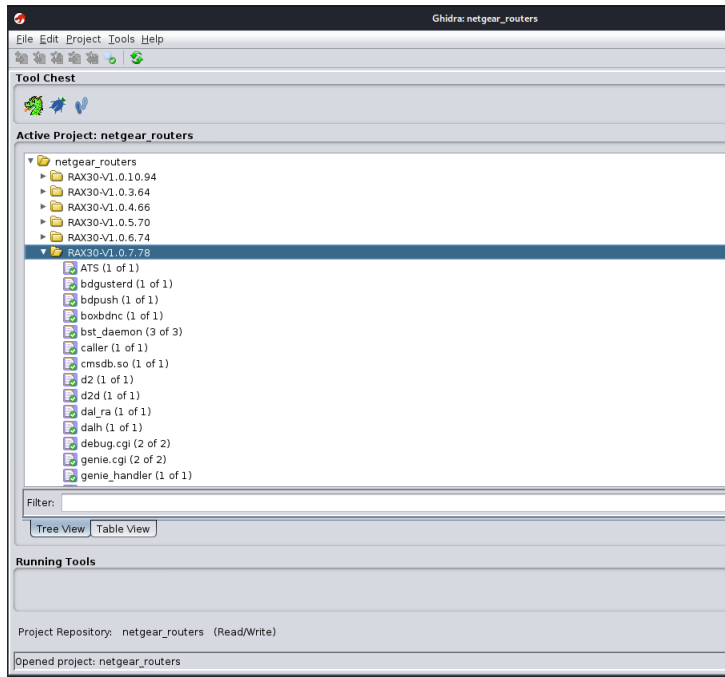 Ghidra: netgear_routers
File Edit Project Tools Help
Tool Chest
Active Project: netgear_routers
netgear_routers
RAX30-V1.0.10.94
RAX30-V1.0.3.64
RAX30-V1.0.4.66
RAX30-V1.0.5.70
RAX30-V1.0.6.74
RAX30-V1.0.7.78
ATS (1 of 1)
bdgusterd (1 of 1)
bdpush (1 of 1)
boxbdnc (1 of 1)
bst_daemon (3 of 3)
caller (1 of 1)
cmsdb.so (1 of 1)
d2 (1 of 1)
d2d (1 of 1)
dal_ra (1 of 1)
dalh (1 of 1)
debug.cgi (2 of 2)
genie.cgi (2 of 2)
genie_handler (1 of 1)
Filter:
Tree View Table View
Running Tools
Project Repository: netgear_routers (Read/Write)
Opened project: netgear_routers